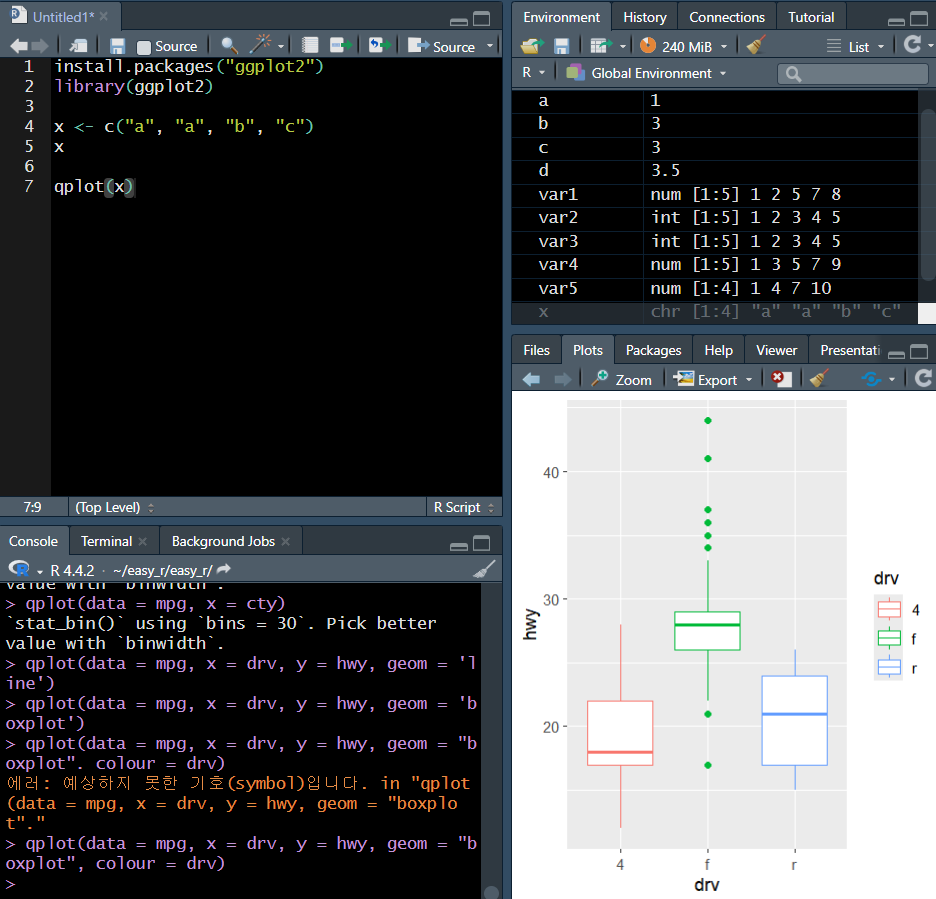 Untitled1*
Source
Source
1 install.packages("ggplot2")
2 library(ggplot2)
3
4 x <- c("a", "a", "b", "c")
5 x
6
7 qplot(x)
7:9 (Top Level) R Script
Console Terminal Background Jobs
R 4.4.2 · ~/easy_r/easy_r/
value with `binwidth`.
> qplot(data = mpg, x = cty)
`stat_bin()` using `bins = 30`. Pick better
value with `binwidth`.
> qplot(data = mpg, x = drv, y = hwy, geom = 'l
ine')
> qplot(data = mpg, x = drv, y = hwy, geom = 'b
oxplot')
> qplot(data = mpg, x = drv, y = hwy, geom = "b
oxplot". colour = drv)
에러: 예상하지 못한 기호(symbol)입니다. in "qplot
(data = mpg, x = drv, y = hwy, geom = "boxplo
t"."
> qplot(data = mpg, x = drv, y = hwy, geom = "b
oxplot", colour = drv)
>
Environment History Connections Tutorial
240 MiB List
R Global Environment
a 1
b 3
c 3
d 3.5
var1 num [1:5] 1 2 5 7 8
var2 int [1:5] 1 2 3 4 5
var3 int [1:5] 1 2 3 4 5
var4 num [1:5] 1 3 5 7 9
var5 num [1:4] 1 4 7 10
x chr [1:4] "a" "a" "b" "c"
Files Plots Packages Help Viewer Presentati
Zoom Export
40
30
20
hwy
4 f r
drv
drv
4
f
r